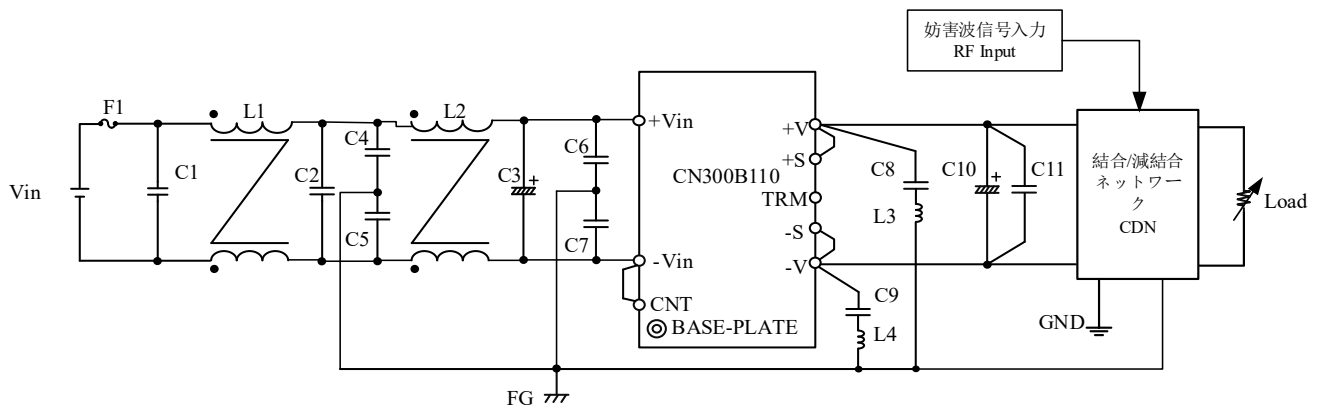 妨害波信号入力
RF Input
F1
L1
L2
C4
C6
+Vin
+V
+S
C1
C2
C3
+
CN300B110
C8
C10
+
C11
結合/減結合
ネットワー
ク
CDN
Vin
TRM
Load
C5
C7
-S
L3
-Vin
-V
CNT
C9
BASE-PLATE
L4
GND
FG